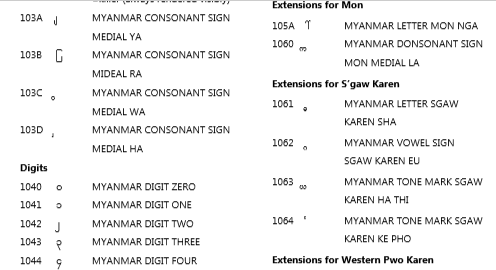 103A ျ MYANMAR CONSONANT SIGN
MEDIAL YA
103B ြ MYANMAR CONSONANT SIGN
MIDEAL RA
103C ွ MYANMAR CONSONANT SIGN
MEDIAL WA
103D ှ MYANMAR CONSONANT SIGN
MEDIAL HA
Digits
1040 ၀ MYANMAR DIGIT ZERO
1041 ၁ MYANMAR DIGIT ONE
1042 ၂ MYANMAR DIGIT TWO
1043 ၃ MYANMAR DIGIT THREE
1044 ၄ MYANMAR DIGIT FOUR
Extensions for Mon
105A ၚ MYANMAR LETTER MON NGA
1060 ၠ MYANMAR DONSONANT SIGN
MON MEDIAL LA
Extensions for S'gaw Karen
1061 ၡ MYANMAR LETTER SGAW
KAREN SHA
1062 ၢ MYANMAR VOWEL SIGN
SGAW KAREN EU
1063 ၣ MYANMAR TONE MARK SGAW
KAREN HA THI
1064 ၤ MYANMAR TONE MARK SGAW
KAREN KE PHO
Extensions for Western Pwo Karen